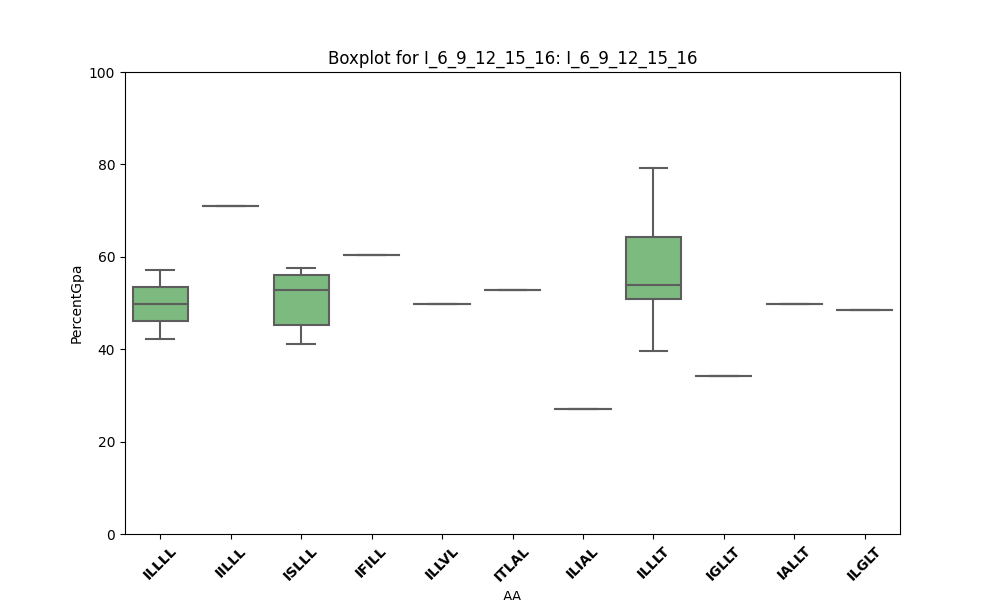 Boxplot for I_6_9_12_15_16: I_6_9_12_15_16
100
80
60
40
20
0
PercentGpa
ILLLL
IILLL
ISLLL
IFILL
ILLVL
ITLAL
ILIAL
ILLLT
IGLLT
IALLT
ILGLT
AA